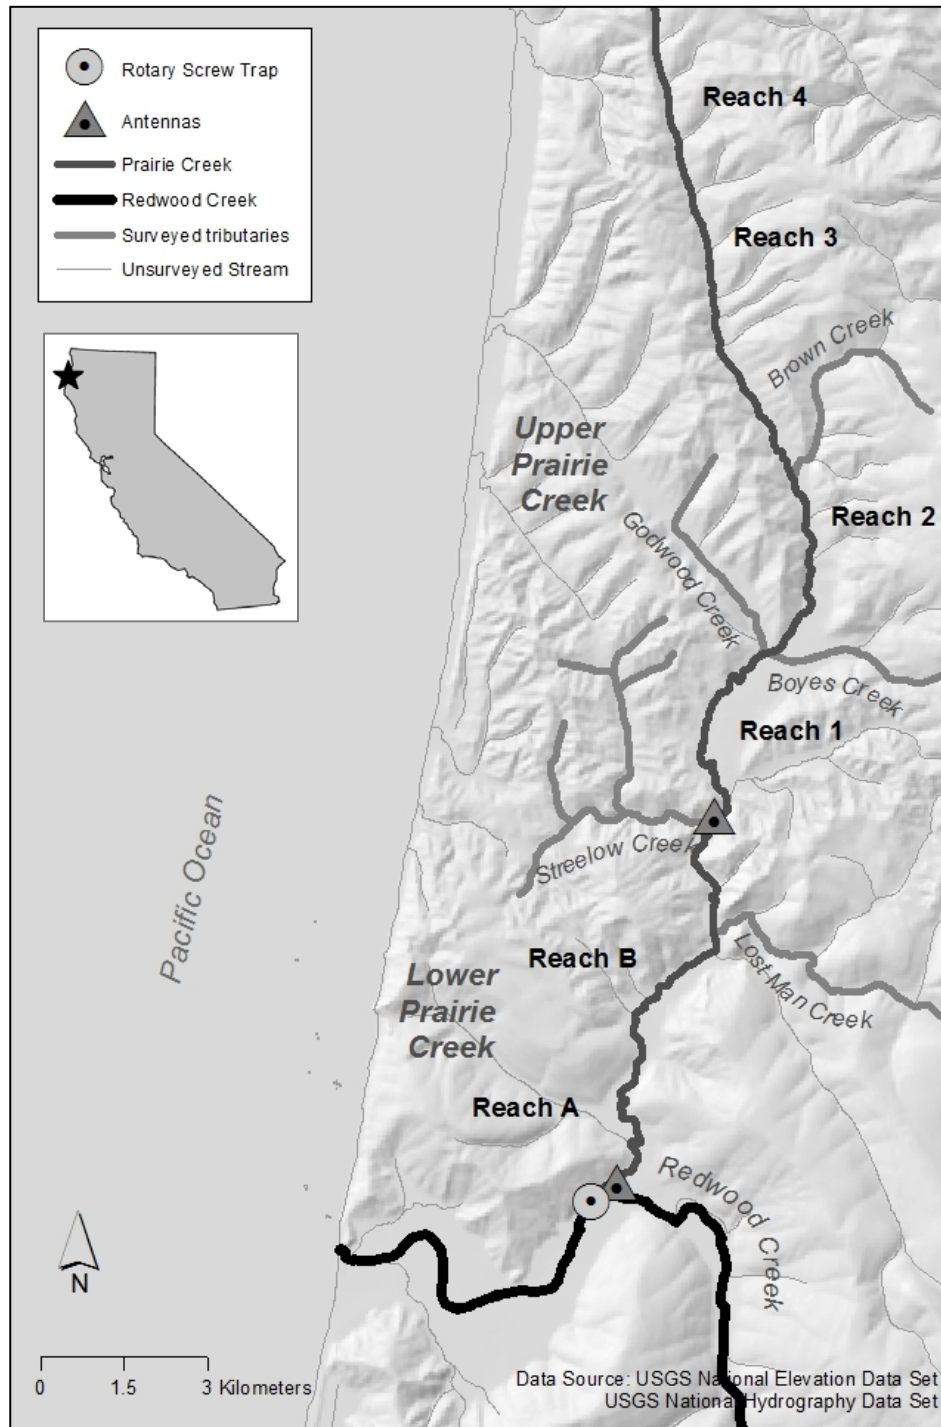 Rotary Screw Trap
Antennas
Prairie Creek
Redwood Creek
Surveyed tributaries
Unsurveyed Stream
Reach 4
Reach 3
Brown Creek
Upper
Prairie
Creek
Reach 2
Godwood Creek
Boyes Creek
Reach 1
Streelow Creek
Pacific Ocean
Reach B
Lost Man Creek
Lower
Prairie
Creek
Reach A
Redwood Creek
N
0 1.5 3 Kilometers
Data Source: USGS National Elevation Data Set
USGS National Hydrography Data Set